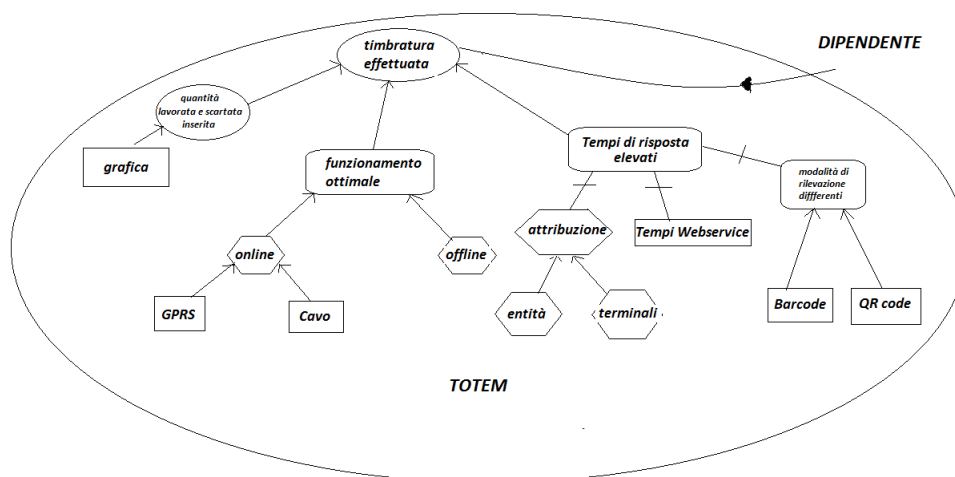 timbratura
effettuata
DIPENDENTE
quantità
lavorata e scartata
inserita
grafica
funzionamento
ottimale
Tempi di risposta
elevati
modalità di
rilevazione
diffferenti
online
offline
attribuzione
Tempi Webservice
GPRS
Cavo
entità
terminali
Barcode
QR code
TOTEM